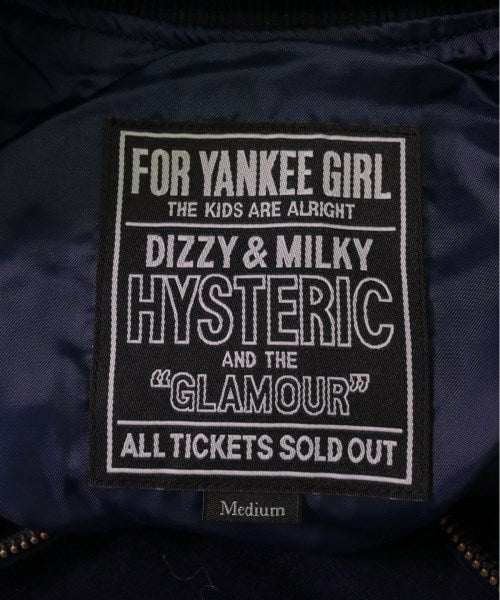 FOR YANKEE GIRL
THE KIDS ARE ALRIGHT
DIZZY & MILKY
HYSTERIC
AND THE
“GLAMOUR”
ALL TICKETS SOLD OUT
Medium